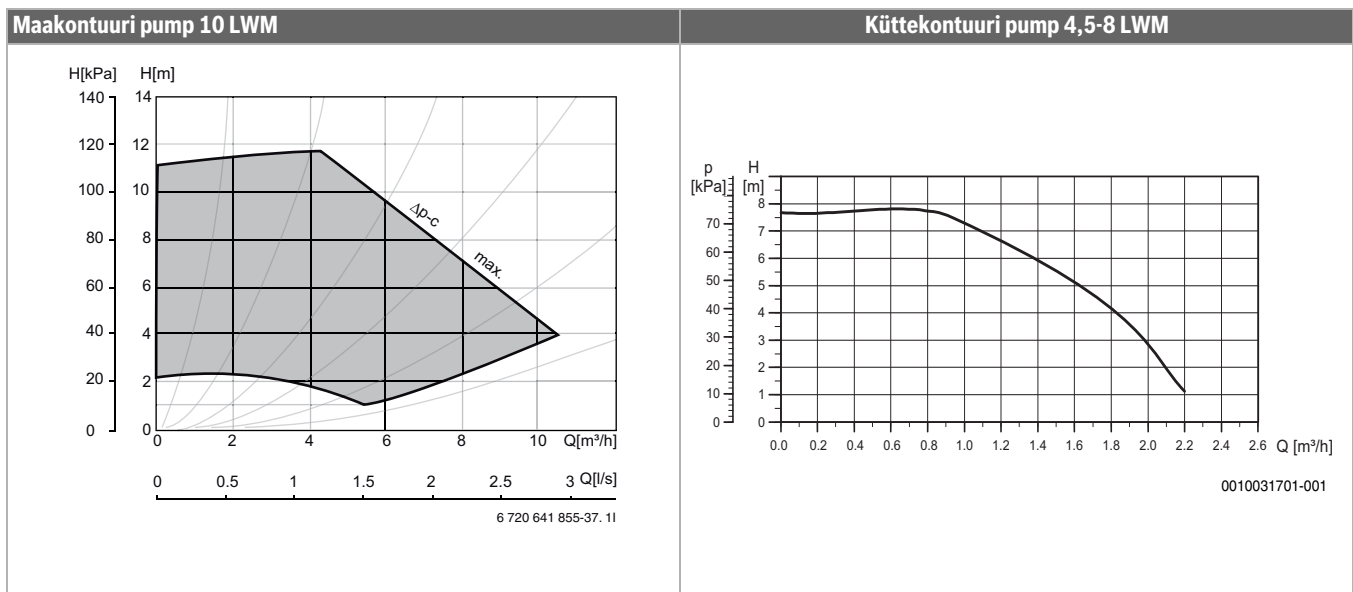 Maakontuuri pump 10 LWM
H[kPa] H[m]
140 14
120 12
100 10
80 8
60 6
40 4
20 2
0 0
Δp-c
max.
0 2 4 6 8 10 Q[m³/h]
0 0.5 1 1.5 2 2.5 3 Q[l/s]
6 720 641 855-37. 1I
Küttekontuuri pump 4,5-8 LWM
p H
[kPa] [m]
8
70 7
60 6
50 5
40 4
30 3
20 2
10 1
0 0
0.0 0.2 0.4 0.6 0.8 1.0 1.2 1.4 1.6 1.8 2.0 2.2 2.4 2.6 Q [m³/h]
0010031701-001